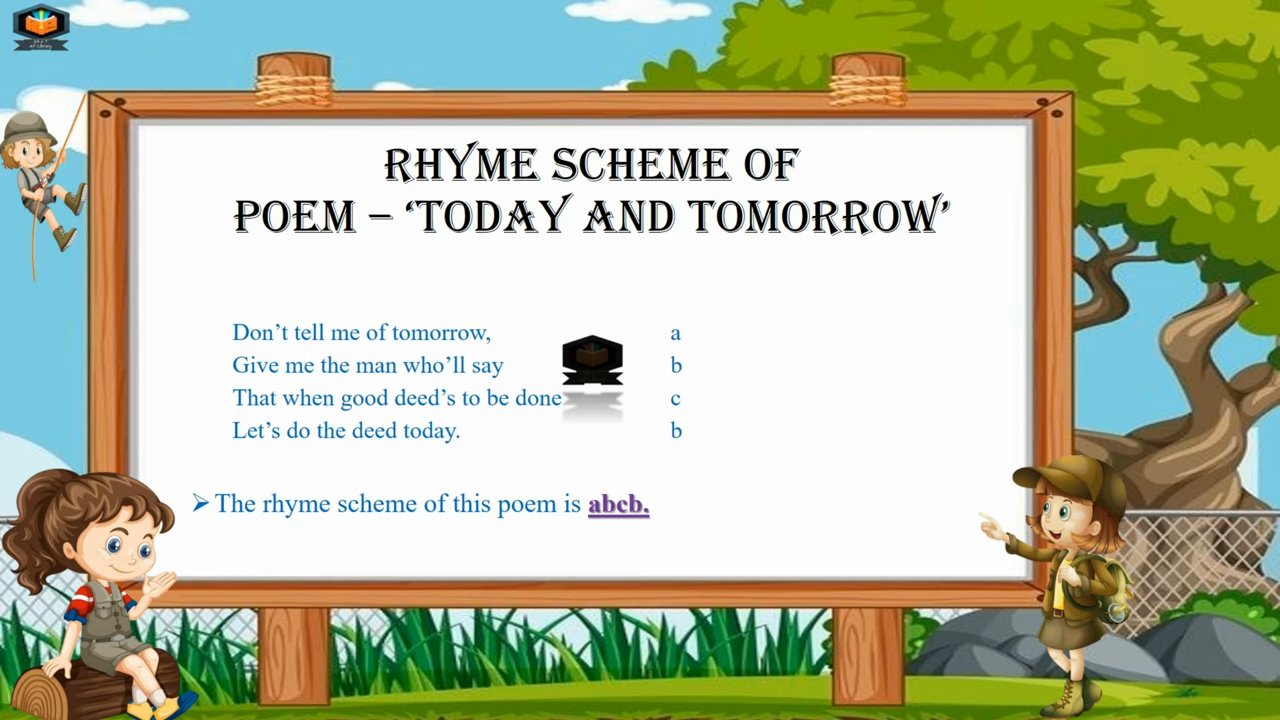 RHYME SCHEME OF
POEM – ‘TODAY AND TOMORROW’
Don’t tell me of tomorrow, a
Give me the man who’ll say b
That when good deed’s to be done c
Let’s do the deed today. b
➢ The rhyme scheme of this poem is abcb.